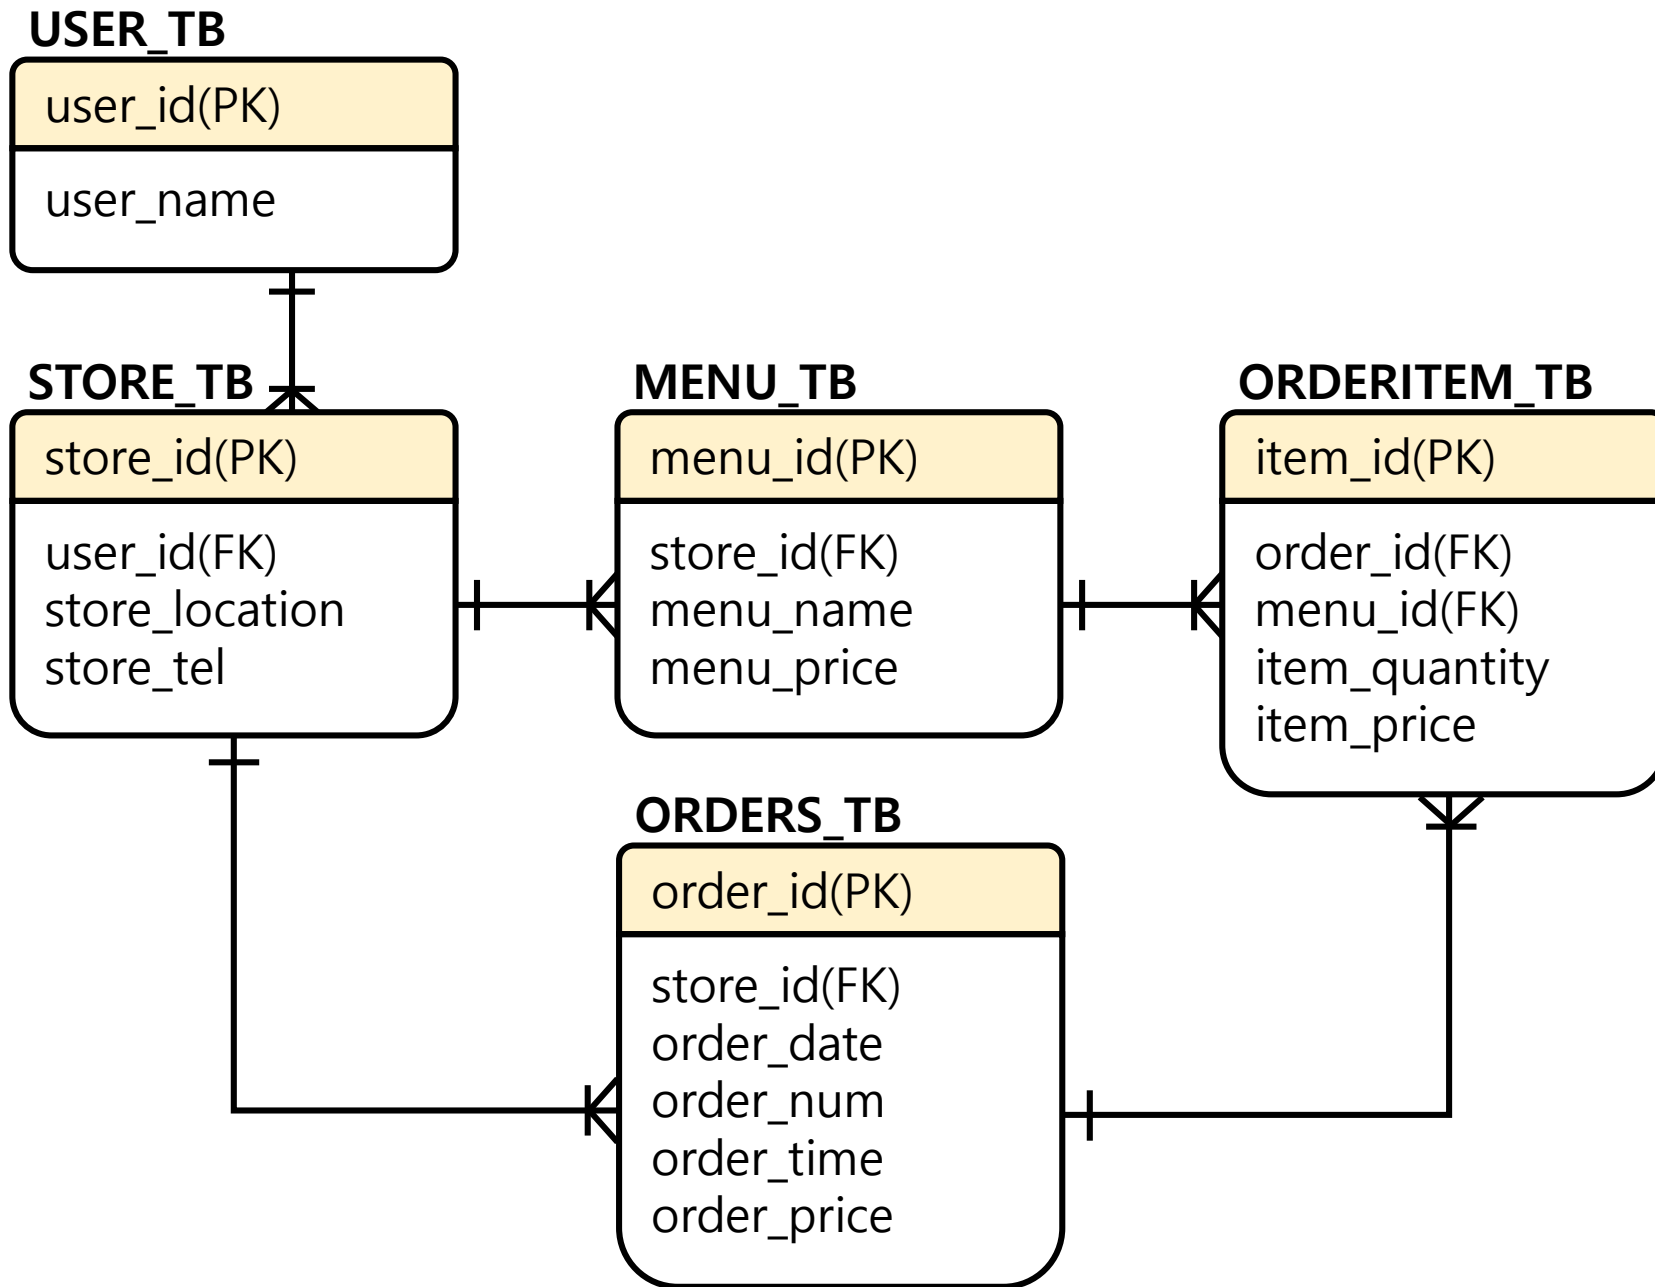 USER_TB
user_id(PK)
user_name
STORE_TB
store_id(PK)
user_id(FK)
store_location
store_tel
MENU_TB
menu_id(PK)
store_id(FK)
menu_name
menu_price
ORDERITEM_TB
item_id(PK)
order_id(FK)
menu_id(FK)
item_quantity
item_price
ORDERS_TB
order_id(PK)
store_id(FK)
order_date
order_num
order_time
order_price